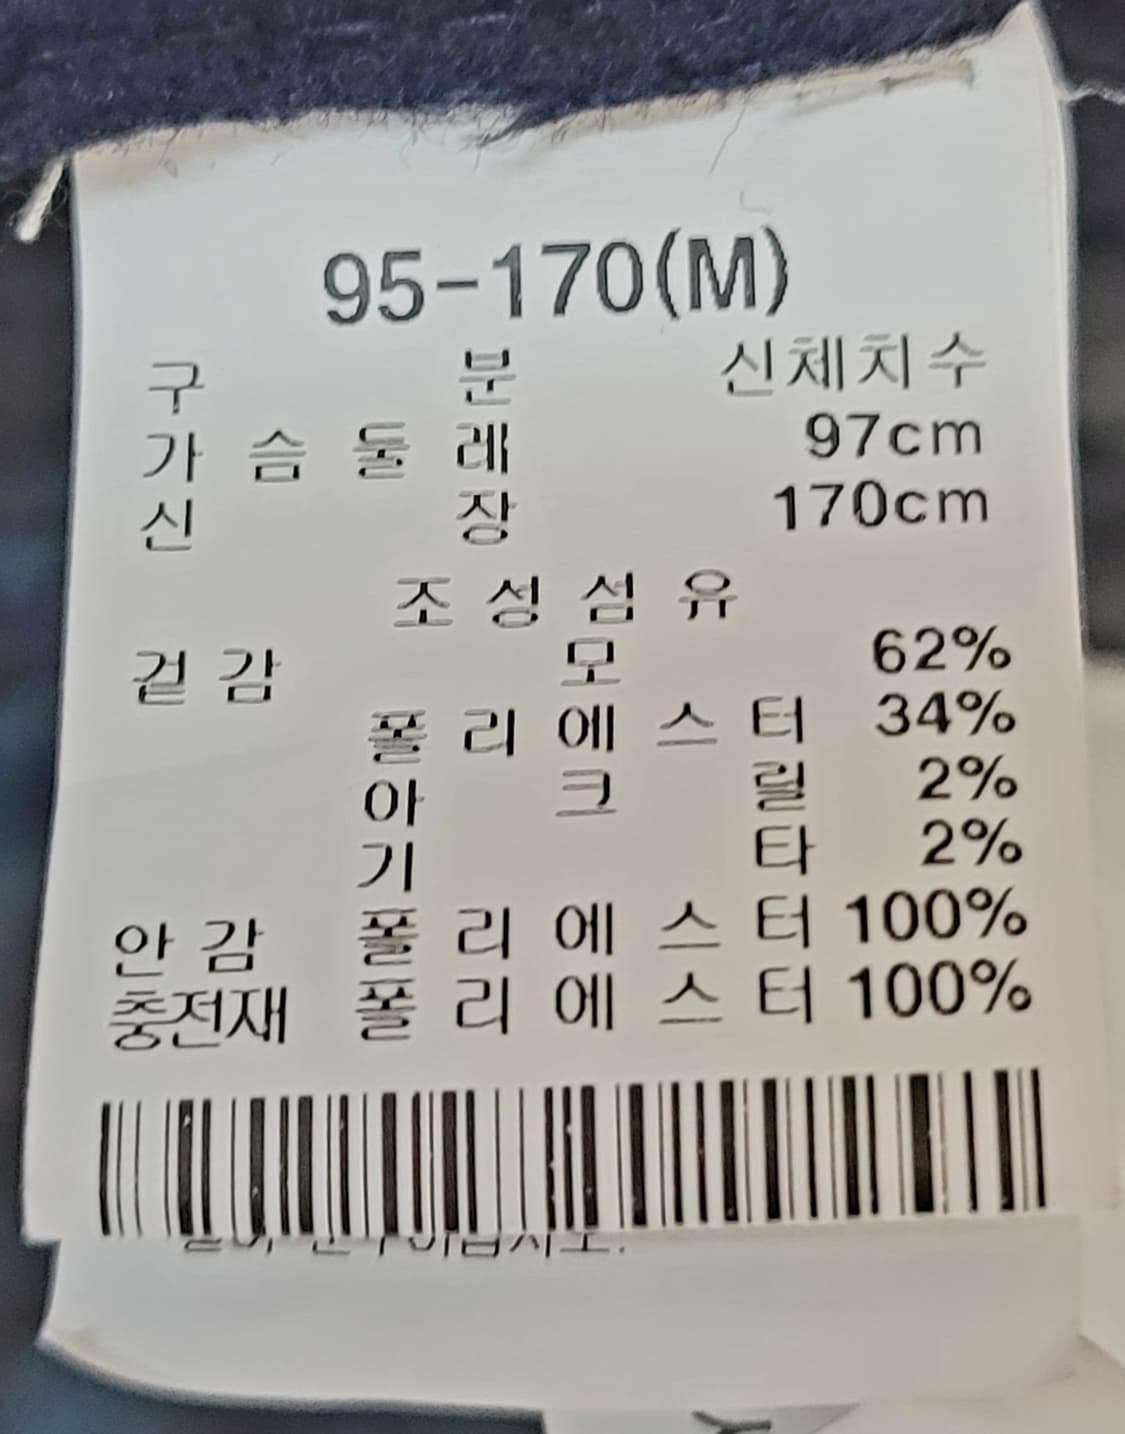 95-170(M)
구 분 신체치수
가슴둘레 97cm
신 장 170cm
조성섬유
겉감 모 62%
폴리에스터 34%
아크릴 2%
기타 2%
안감 폴리에스터 100%
충전재 폴리에스터 100%